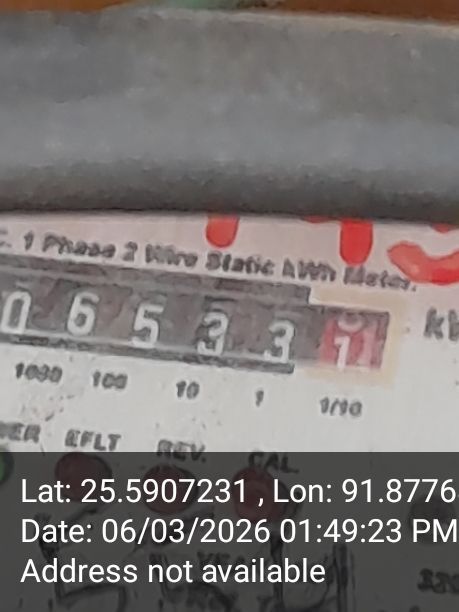 C. 1 Phase 2 Wire Static kWh Meter.
0 6 5 3 3 1
1000 100 10 1 1/10
EFLT REV. CAL
Lat: 25.5907231 , Lon: 91.8776
Date: 06/03/2026 01:49:23 PM
Address not available